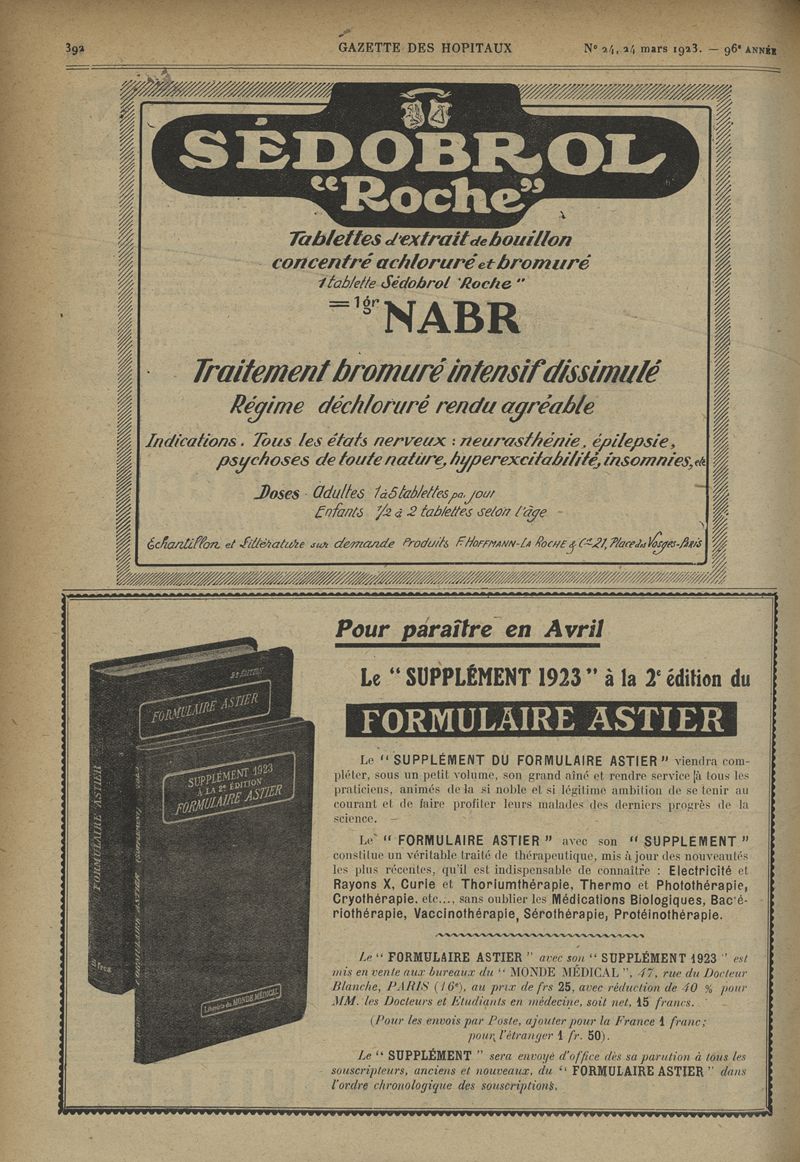 392
GAZETTE DES HOPITAUX
N° 24, 24 mars 1923. — 96e ANNÉE
SÉDOBROL
“Roche”
Tablettes d'extrait de bouillon
concentré achloruré et bromuré
1 tablette Sédobrol "Roche"
= 1gr NABR
Traitement bromuré intensif dissimulé
Régime déchloruré rendu agréable
Indications. Tous les états nerveux : neurasthénie, épilepsie,
psychoses de toute nature, hyperexcitabilité, insomnies, etc
Doses - Adultes 1 à 5 tablettes pa. jour
Enfants 1/2 à 2 tablettes selon l'âge -
Échantillon et Littérature sur demande Produits F. HOFFMANN-LA ROCHE & Cie 21, Place des Vosges-Paris
Pour paraître en Avril
Le “ SUPPLÉMENT 1923 ” à la 2e édition du
FORMULAIRE ASTIER
Le “ SUPPLÉMENT DU FORMULAIRE ASTIER ” viendra com-
pléter, sous un petit volume, son grand aîné et rendre service à tous les
praticiens, animés de la si noble et si légitime ambition de se tenir au
courant et de faire profiter leurs malades des derniers progrès de la
science. —
Le “ FORMULAIRE ASTIER ” avec son “ SUPPLEMENT ”
constitue un véritable traité de thérapeutique, mis à jour des nouveautés
les plus récentes, qu'il est indispensable de connaître : Electricité et
Rayons X, Curie et Thoriumthérapie, Thermo et Photothérapie,
Cryothérapie, etc..., sans oublier les Médications Biologiques, Bacté-
riothérapie, Vaccinothérapie, Sérothérapie, Protéinothérapie.
Le “ FORMULAIRE ASTIER ” avec son “ SUPPLÉMENT 1923 ” est
mis en vente aux bureaux du “ MONDE MÉDICAL ”, 47, rue du Docteur
Blanche, PARIS (16e), au prix de frs 25, avec réduction de 40 % pour
MM. les Docteurs et Etudiants en médecine, soit net, 15 francs.
(Pour les envois par Poste, ajouter pour la France 1 franc;
pour l'étranger 1 fr. 50).
Le “ SUPPLÉMENT ” sera envoyé d'office dès sa parution à tous les
souscripteurs, anciens et nouveaux, du “ FORMULAIRE ASTIER ” dans
l'ordre chronologique des souscriptions.
2e ÉDITION
FORMULAIRE ASTIER
FORMULAIRE ASTIER
SUPPLÉMENT 1923
A LA 2e ÉDITION
FORMULAIRE ASTIER
Librairie du MONDE MÉDICAL